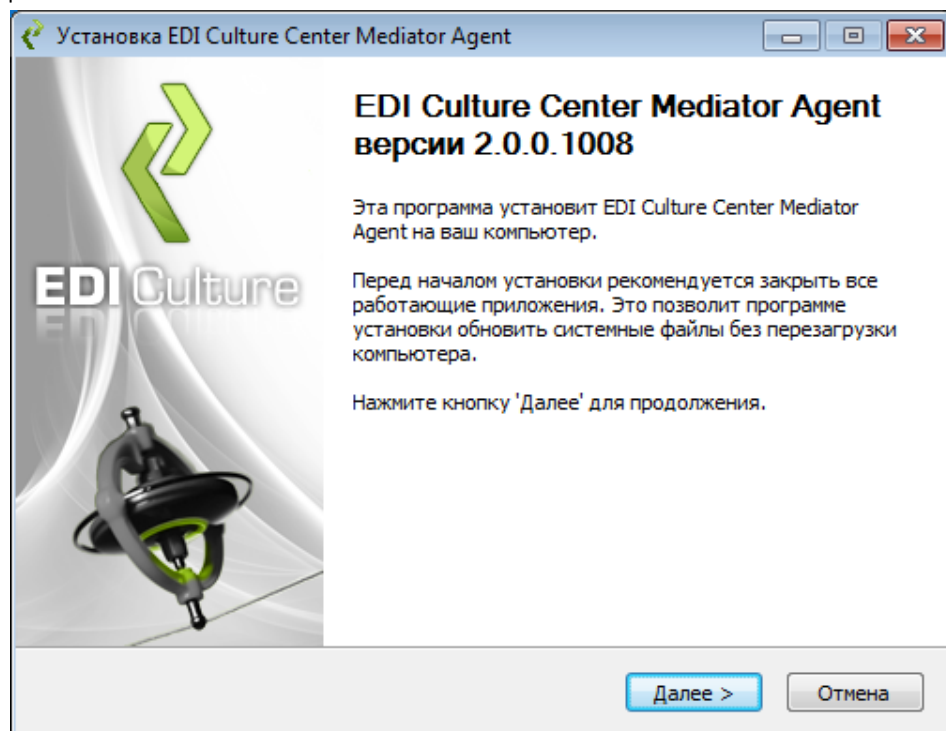 Установка EDI Culture Center Mediator Agent
EDI Culture Center Mediator Agent
версии 2.0.0.1008
Эта программа установит EDI Culture Center Mediator
Agent на ваш компьютер.
Перед началом установки рекомендуется закрыть все
работающие приложения. Это позволит программе
установки обновить системные файлы без перезагрузки
компьютера.
Нажмите кнопку 'Далее' для продолжения.
EDI Culture
Далее >
Отмена